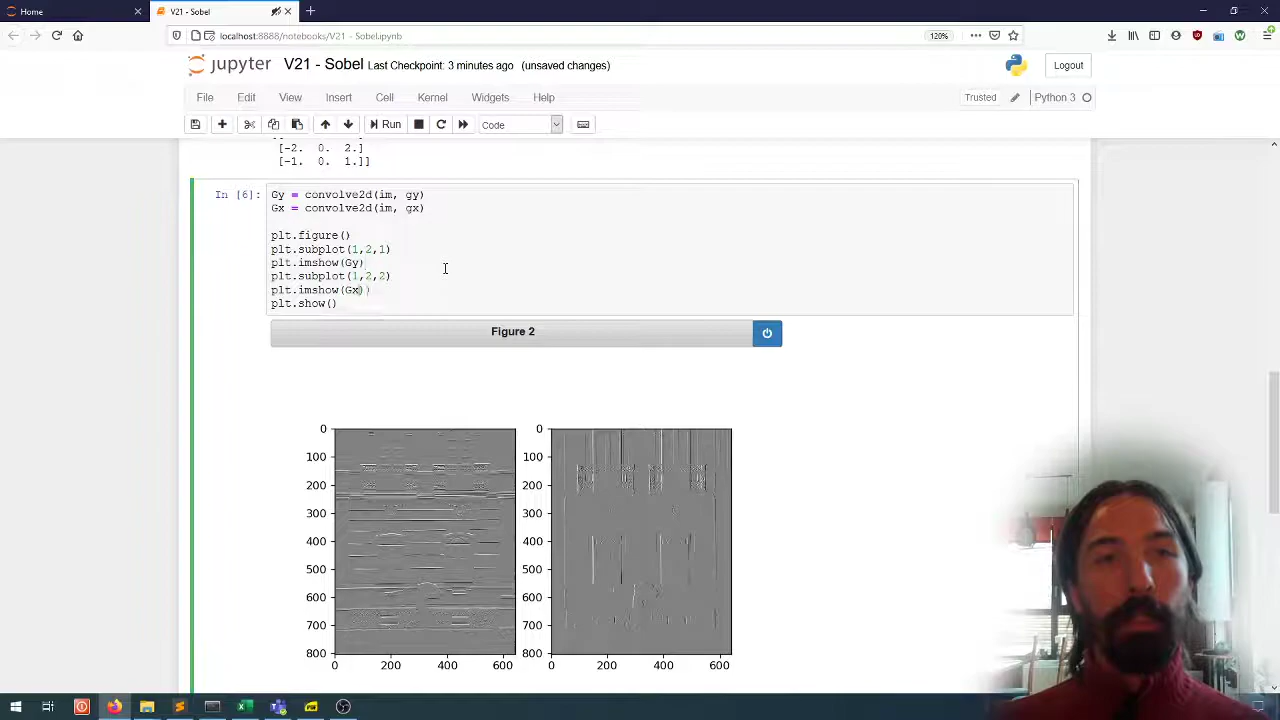 Home
V21 - Sobel
localhost:8888/notebooks/V21 - Sobel.ipynb
120%
jupyter V21 - Sobel Last Checkpoint: 3 minutes ago (unsaved changes)
Logout
File Edit View Insert Cell Kernel Widgets Help
Trusted Python 3
Run Code
[-2. 0. 2.]
[-1. 0. 1.]]
In [6]:
Gy = convolve2d(im, gy)
Gx = convolve2d(im, gx)
plt.figure()
plt.subplot(1,2,1)
plt.imshow(Gy)
plt.subplot(1,2,2)
plt.imshow(Gx)
plt.show()
Figure 2
0 0
100 100
200 200
300 300
400 400
500 500
600 600
700 700
800 800
0 200 400 600 0 200 400 600